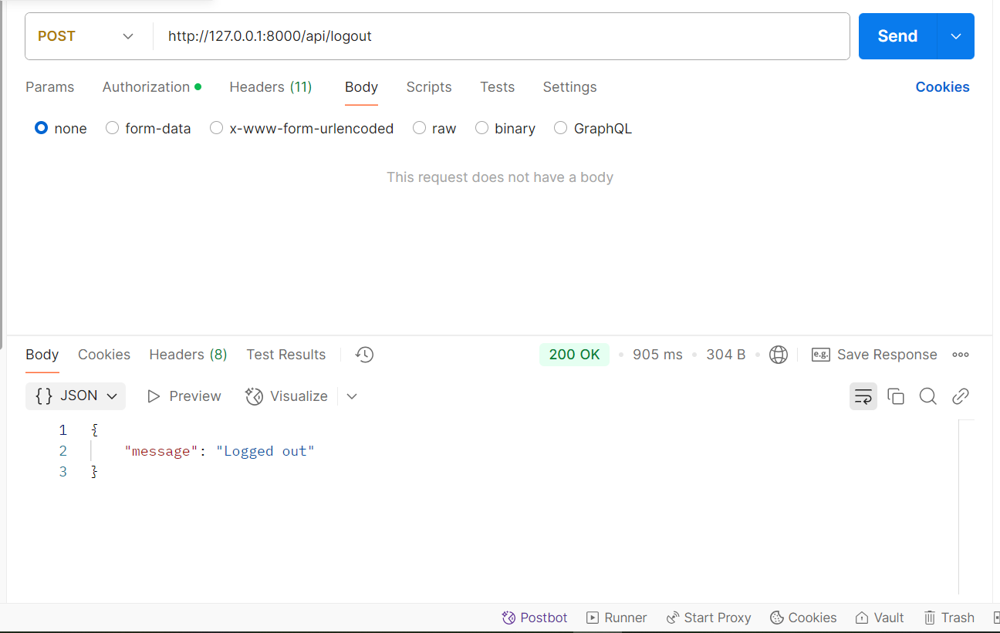 POST http://127.0.0.1:8000/api/logout Send
Params Authorization Headers (11) Body Scripts Tests Settings Cookies
none form-data x-www-form-urlencoded raw binary GraphQL
This request does not have a body
Body Cookies Headers (8) Test Results 200 OK 905 ms 304 B e.g. Save Response
{} JSON Preview Visualize
1 {
2 "message": "Logged out"
3 }
Postbot Runner Start Proxy Cookies Vault Trash